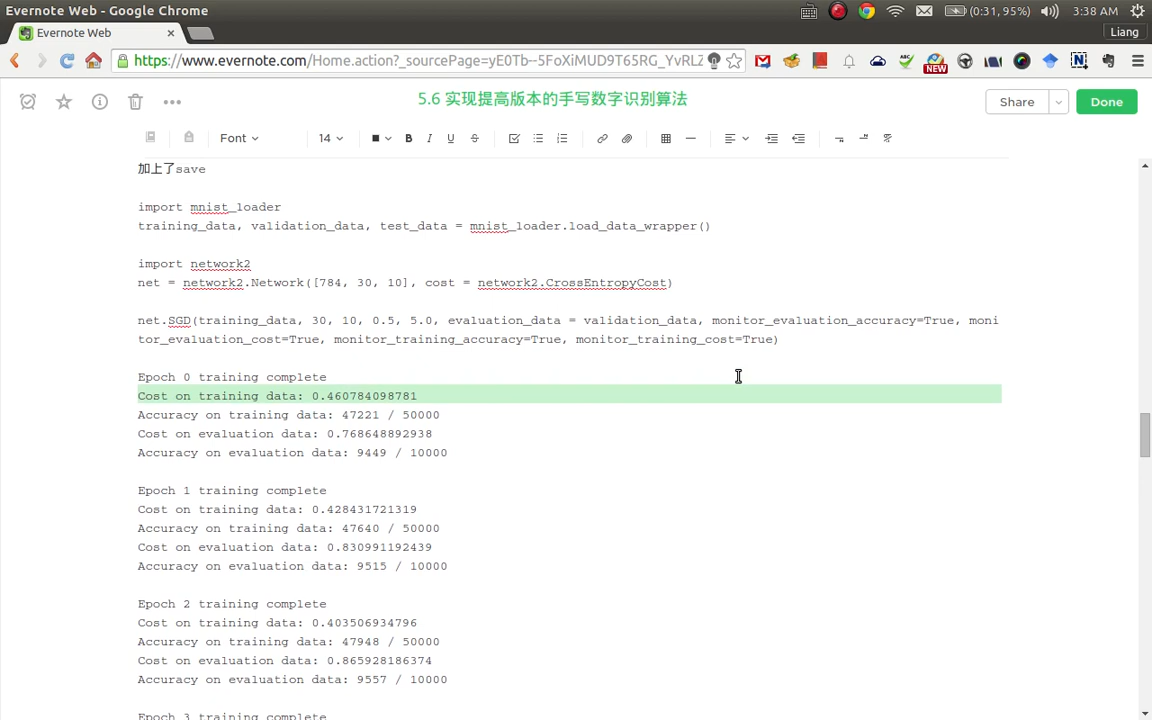 Evernote Web - Google Chrome
(0:31, 95%)
3:38 AM
Evernote Web
Liang
https://www.evernote.com/Home.action?_sourcePage=yE0Tb--5FoXiMUD9T65RG_YvRLZ
NEW
5.6 实现提高版本的手写数字识别算法
Share
Done
Font
14
加上了save
import mnist_loader
training_data, validation_data, test_data = mnist_loader.load_data_wrapper()
import network2
net = network2.Network([784, 30, 10], cost = network2.CrossEntropyCost)
net.SGD(training_data, 30, 10, 0.5, 5.0, evaluation_data = validation_data, monitor_evaluation_accuracy=True, moni
tor_evaluation_cost=True, monitor_training_accuracy=True, monitor_training_cost=True)
Epoch 0 training complete
Cost on training data: 0.460784098781
Accuracy on training data: 47221 / 50000
Cost on evaluation data: 0.768648892938
Accuracy on evaluation data: 9449 / 10000
Epoch 1 training complete
Cost on training data: 0.428431721319
Accuracy on training data: 47640 / 50000
Cost on evaluation data: 0.830991192439
Accuracy on evaluation data: 9515 / 10000
Epoch 2 training complete
Cost on training data: 0.403506934796
Accuracy on training data: 47948 / 50000
Cost on evaluation data: 0.865928186374
Accuracy on evaluation data: 9557 / 10000
Epoch 3 training complete